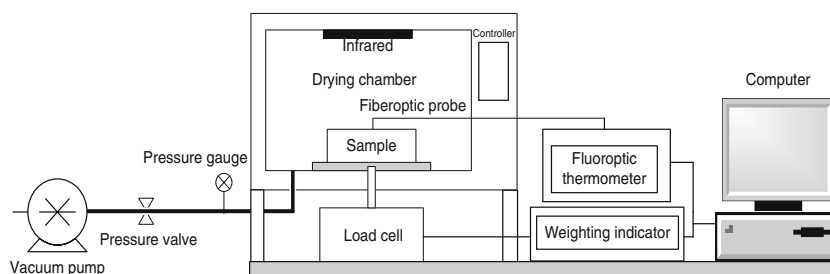 Controller
Infrared
Drying chamber
Computer
Fiberoptic probe
Sample
Pressure gauge
Fluoroptic
thermometer
Load cell
Weighting indicator
Pressure valve
Vacuum pump